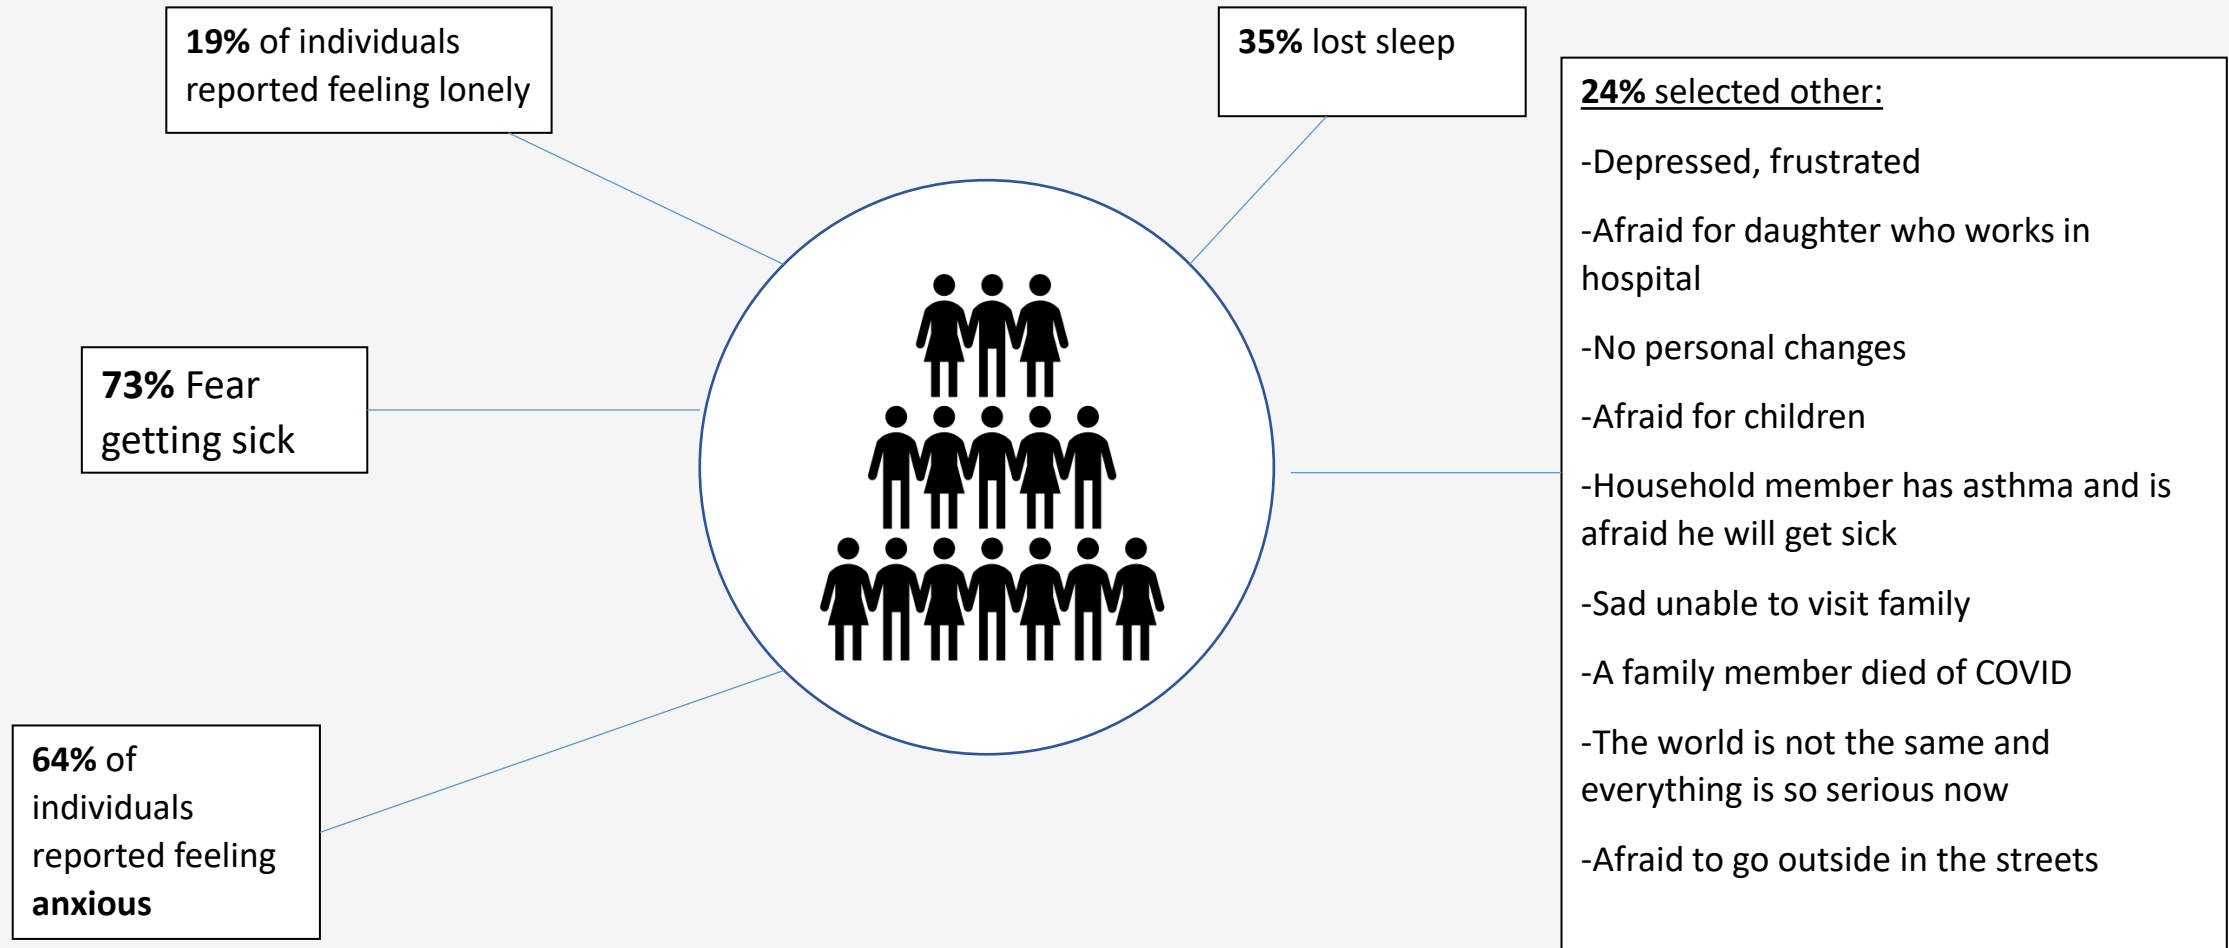 19% of individuals
reported feeling lonely
35% lost sleep
73% Fear
getting sick
64% of
individuals
reported feeling
anxious
24% selected other:
-Depressed, frustrated
-Afraid for daughter who works in
hospital
-No personal changes
-Afraid for children
-Household member has asthma and is
afraid he will get sick
-Sad unable to visit family
-A family member died of COVID
-The world is not the same and
everything is so serious now
-Afraid to go outside in the streets